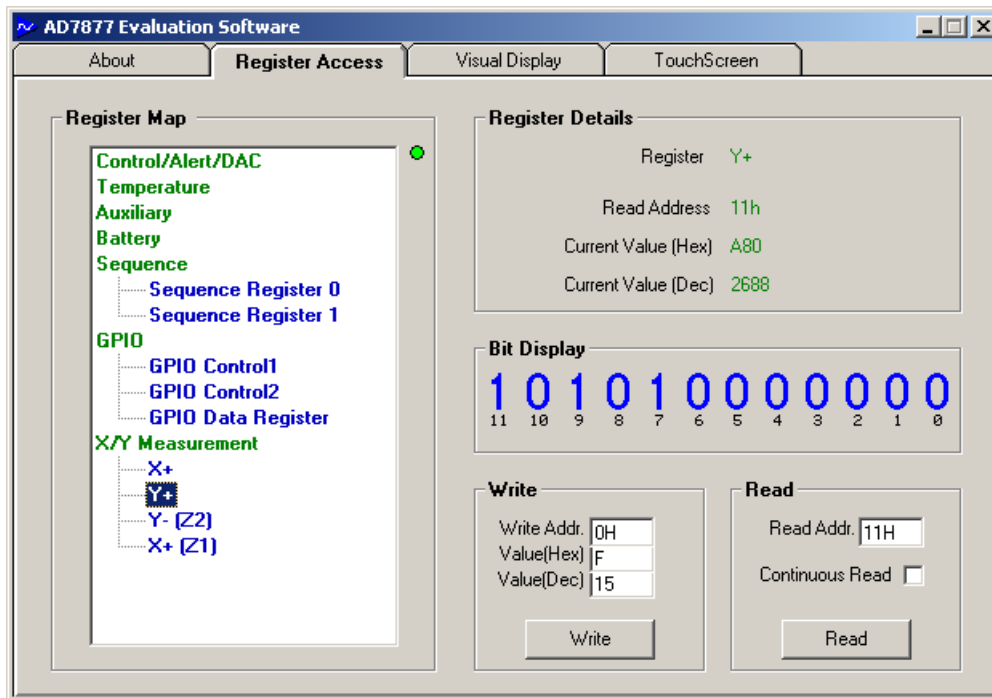 AD7877 Evaluation Software
About
Register Access
Visual Display
TouchScreen
Register Map
Control/Alert/DAC
Temperature
Auxiliary
Battery
Sequence
Sequence Register 0
Sequence Register 1
GPIO
GPIO Control1
GPIO Control2
GPIO Data Register
X/Y Measurement
X+
Y+
Y- (Z2)
X+ (Z1)
Register Details
Register Y+
Read Address 11h
Current Value (Hex) A80
Current Value (Dec) 2688
Bit Display
1 0 1 0 1 0 0 0 0 0 0 0
11 10 9 8 7 6 5 4 3 2 1 0
Write
Write Addr. 0H
Value(Hex) F
Value(Dec) 15
Write
Read
Read Addr. 11H
Continuous Read
Read